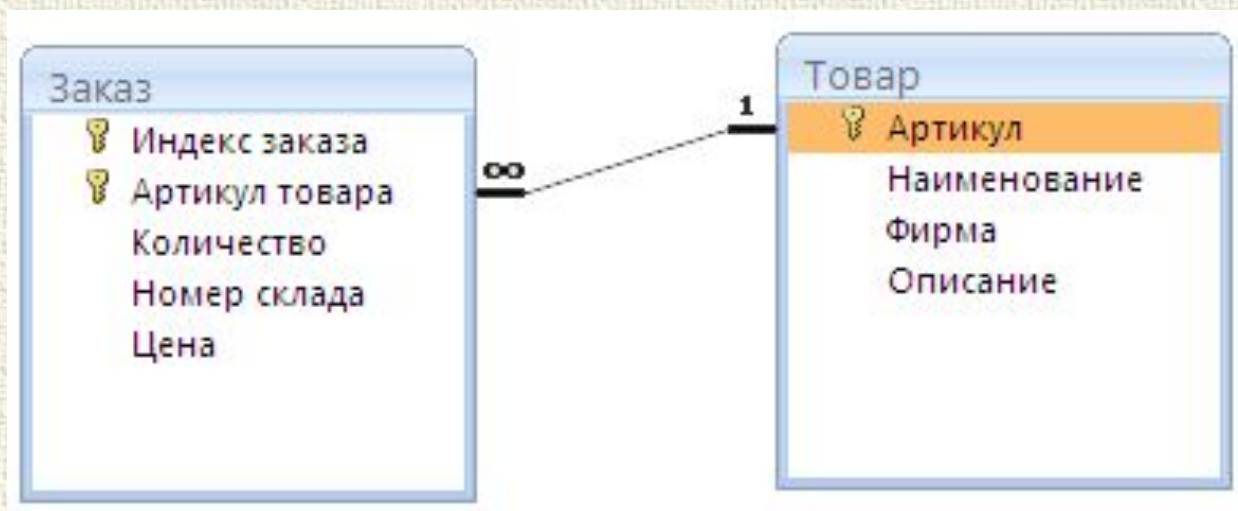 Заказ
Индекс заказа
Артикул товара
Количество
Номер склада
Цена
∞
1
Товар
Артикул
Наименование
Фирма
Описание